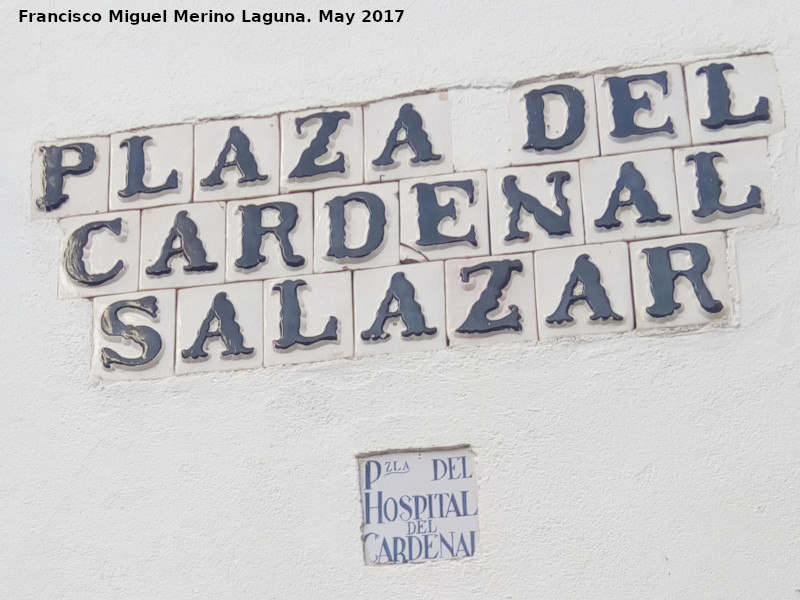 Francisco Miguel Merino Laguna. May 2017
PLAZA DEL
CARDENAL
SALAZAR
PZLA DEL
HOSPITAL
DEL
CARDENAL